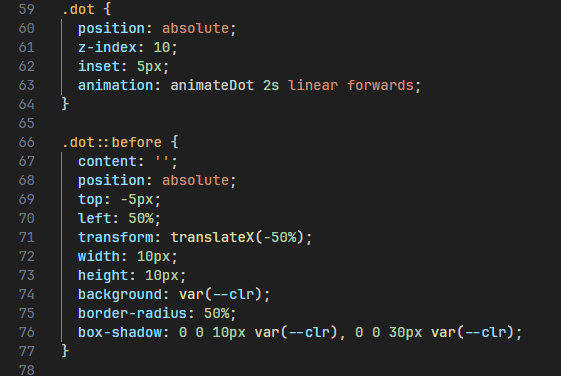 59 .dot {
60   position: absolute;
61   z-index: 10;
62   inset: 5px;
63   animation: animateDot 2s linear forwards;
64 }
65
66 .dot::before {
67   content: '';
68   position: absolute;
69   top: -5px;
70   left: 50%;
71   transform: translateX(-50%);
72   width: 10px;
73   height: 10px;
74   background: var(--clr);
75   border-radius: 50%;
76   box-shadow: 0 0 10px var(--clr), 0 0 30px var(--clr);
77 }
78